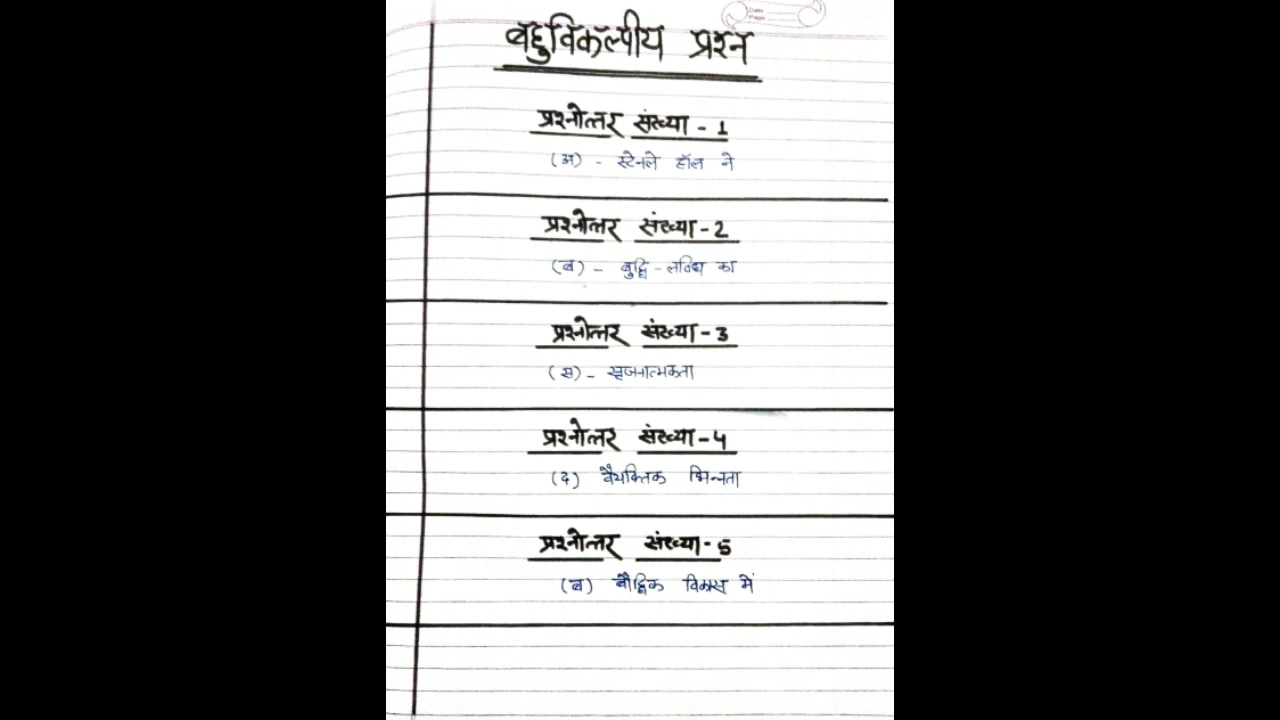 बहुविकल्पीय प्रश्न
प्रश्नोत्तर संख्या - 1
(अ) - स्टेनले हॉल ने
प्रश्नोत्तर संख्या - 2
(ब) - बुद्धि - लब्धि का
प्रश्नोत्तर संख्या - 3
(स) - सृजनात्मकता
प्रश्नोत्तर संख्या - 4
(द) वैयक्तिक भिन्नता
प्रश्नोत्तर संख्या - 5
(ब) बौद्धिक विकास में